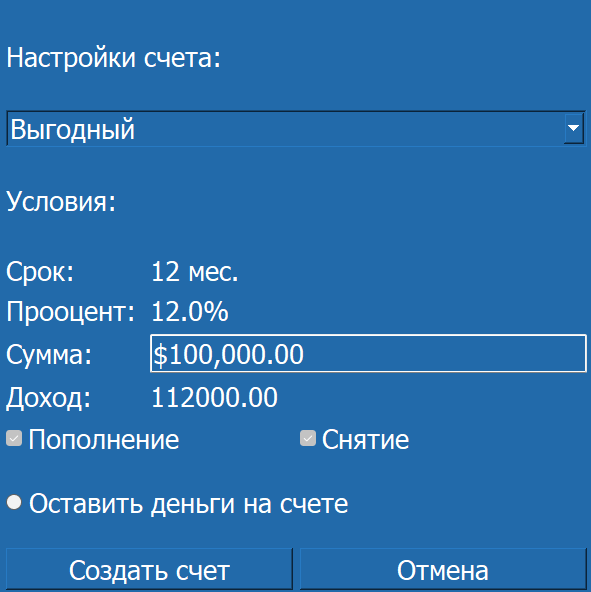 Настройки счета:
Выгодный
Условия:
Срок: 12 мес.
Прооцент: 12.0%
Сумма: $100,000.00
Доход: 112000.00
Пополнение Снятие
Оставить деньги на счете
Создать счет Отмена